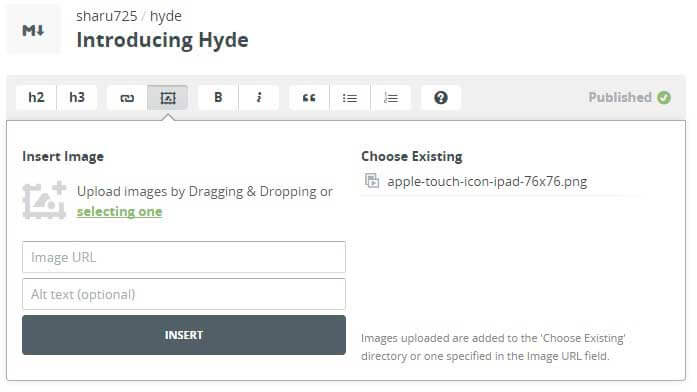 M↓
sharu725 / hyde
Introducing Hyde
h2 h3 B i “ ? Published
Insert Image
Upload images by Dragging & Dropping or
selecting one
Image URL
Alt text (optional)
INSERT
Choose Existing
apple-touch-icon-ipad-76x76.png
Images uploaded are added to the 'Choose Existing'
directory or one specified in the Image URL field.